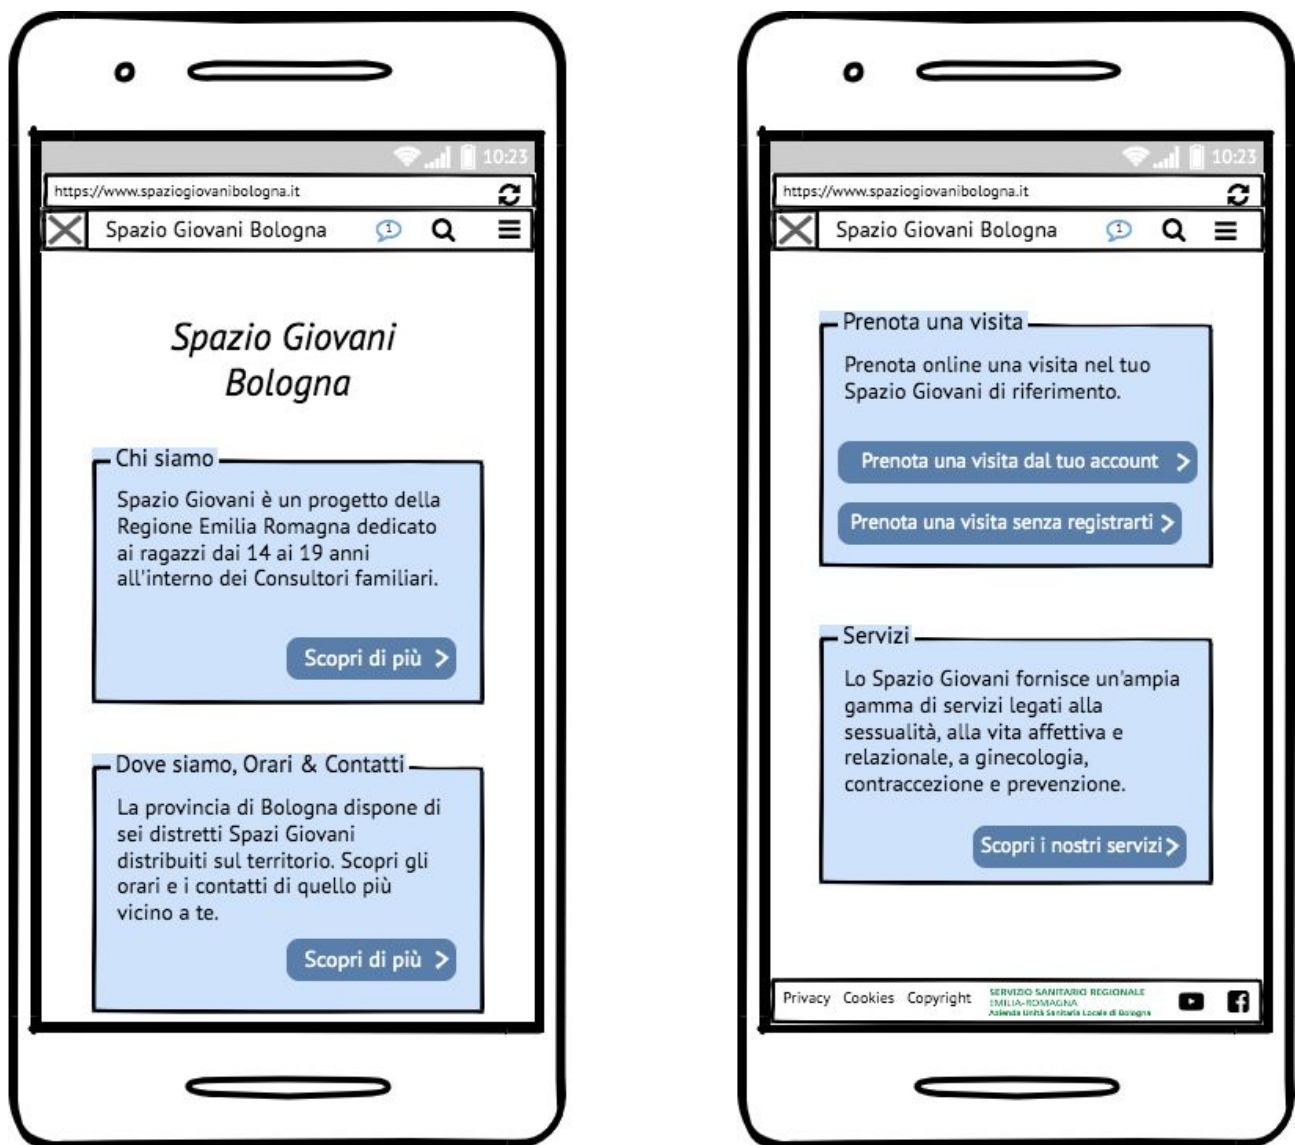 10:23
https://www.spaziogiovanibologna.it
Spazio Giovani Bologna
1
Spazio Giovani
Bologna
Chi siamo
Spazio Giovani è un progetto della
Regione Emilia Romagna dedicato
ai ragazzi dai 14 ai 19 anni
all'interno dei Consultori familiari.
Scopri di più >
Dove siamo, Orari & Contatti
La provincia di Bologna dispone di
sei distretti Spazi Giovani
distribuiti sul territorio. Scopri gli
orari e i contatti di quello più
vicino a te.
Scopri di più >
10:23
https://www.spaziogiovanibologna.it
Spazio Giovani Bologna
1
Prenota una visita
Prenota online una visita nel tuo
Spazio Giovani di riferimento.
Prenota una visita dal tuo account >
Prenota una visita senza registrarti >
Servizi
Lo Spazio Giovani fornisce un'ampia
gamma di servizi legati alla
sessualità, alla vita affettiva e
relazionale, a ginecologia,
contraccezione e prevenzione.
Scopri i nostri servizi >
Privacy Cookies Copyright
SERVIZIO SANITARIO REGIONALE
EMILIA-ROMAGNA
Azienda Unità Sanitaria Locale di Bologna